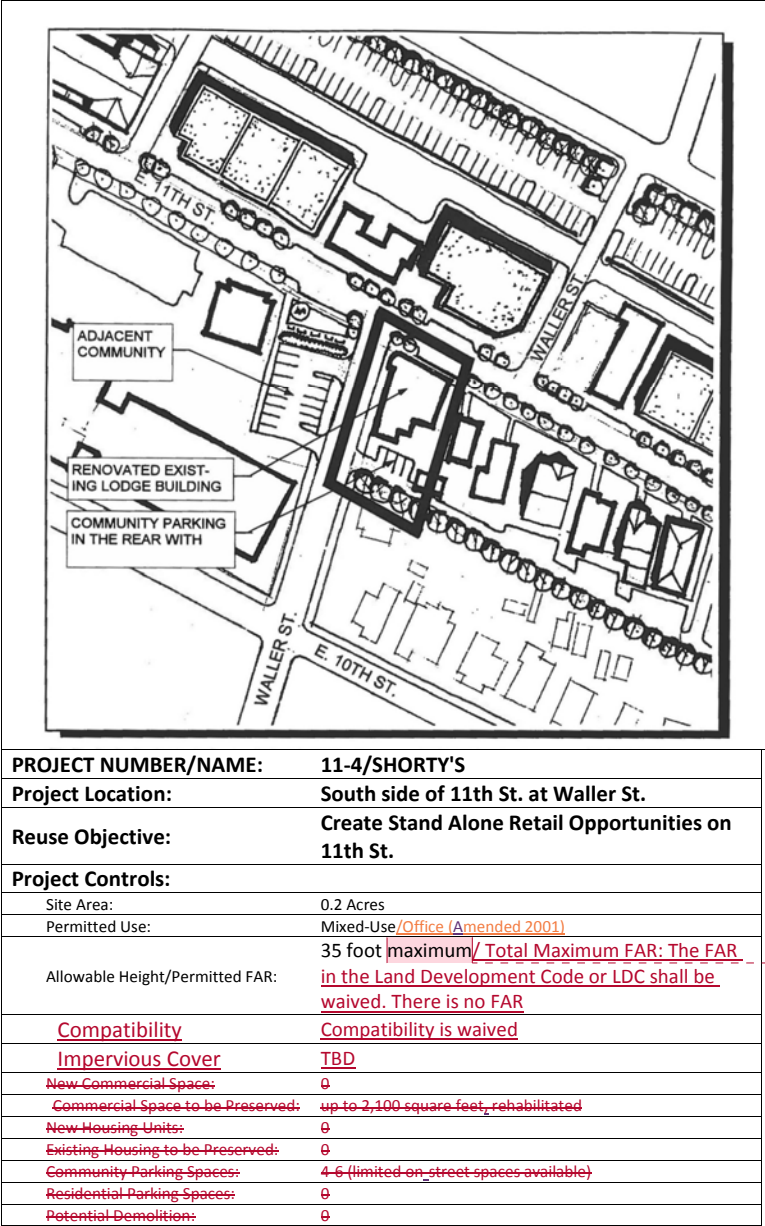 E. 11TH ST.
WALLER ST.
ADJACENT
COMMUNITY
RENOVATED EXIST-
ING LODGE BUILDING
COMMUNITY PARKING
IN THE REAR WITH
WALLER ST.
E. 10TH ST.
PROJECT NUMBER/NAME: 11-4/SHORTY'S
Project Location: South side of 11th St. at Waller St.
Reuse Objective: Create Stand Alone Retail Opportunities on
11th St.
Project Controls:
Site Area: 0.2 Acres
Permitted Use: Mixed-Use/Office (Amended 2001)
35 foot maximum/ Total Maximum FAR: The FAR
Allowable Height/Permitted FAR: in the Land Development Code or LDC shall be
waived. There is no FAR
Compatibility Compatibility is waived
Impervious Cover TBD
New Commercial Space: 0
Commercial Space to be Preserved: up to 2,100 square feet, rehabilitated
New Housing Units: 0
Existing Housing to be Preserved: 0
Community Parking Spaces: 4-6 (limited on-street spaces available)
Residential Parking Spaces: 0
Potential Demolition: 0